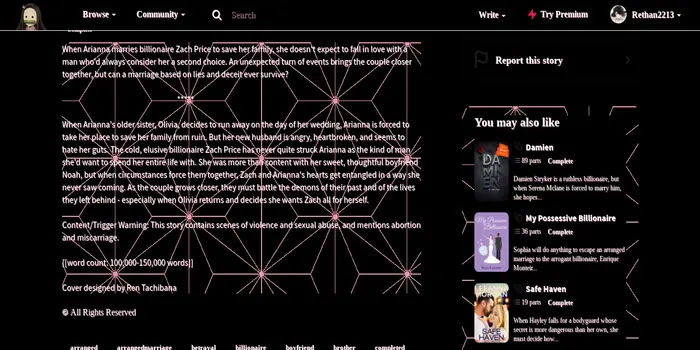 Browse
Community
Search
Write
Try Premium
Rethan2213
When Arianna marries billionaire Zach Price to save her family, she doesn't expect to fall in love with a
man who'd always consider her a second choice. An unexpected turn of events brings the couple closer
together, but can a marriage based on lies and deceit ever survive?
*****
When Arianna's older sister, Olivia, decides to run away on the day of her wedding, Arianna is forced to
take her place to save her family from ruin. But her new husband is angry, heartbroken, and seems to
hate her guts. The cold, elusive billionaire Zach Price has never quite struck Arianna as the kind of man
she'd want to spend her entire life with. She was more than content with her sweet, thoughtful boyfriend
Noah, but when circumstances force them together, Zach and Arianna's hearts get entangled in a way she
never saw coming. As the couple grows closer, they must battle the demons of their past and of the lives
they left behind - especially when Olivia returns and decides she wants Zach all for herself.
Content/Trigger Warning: This story contains scenes of violence and sexual abuse, and mentions abortion
and miscarriage.
[[word count: 100,000-150,000 words]]
Cover designed by Ren Tachibana
© All Rights Reserved
arranged arrangedmarriage betrayal billionaire boyfriend brother completed
Report this story
You may also like
DAMIEN
Damien
89 parts Complete
Damien Stryker is a ruthless billionaire, but
when Serena Mclane is forced to marry him,
she hopes...
My Possessive
Billionaire
My Possessive Billionaire
36 parts Complete
Sophia will do anything to escape an arranged
marriage to the arrogant billionaire, Enrique
Monteir...
SAFE
HAVEN
Safe Haven
19 parts Complete
When Hayley falls for a bodyguard whose
secret is more dangerous than her own, she
must decide how...